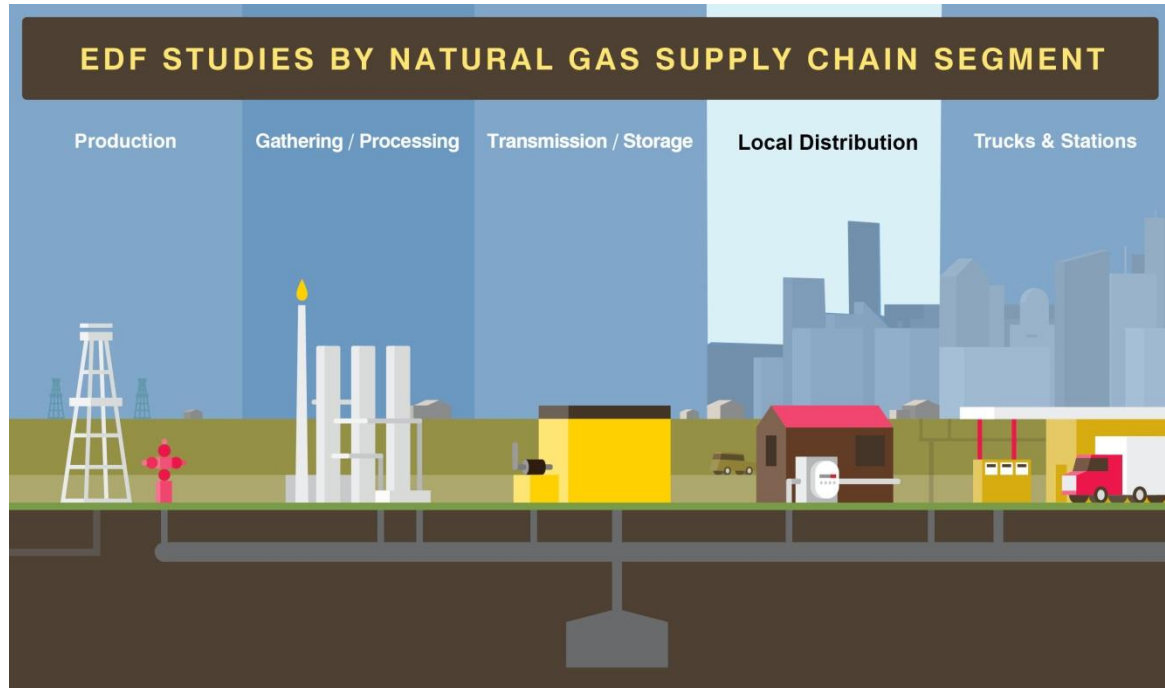 EDF STUDIES BY NATURAL GAS SUPPLY CHAIN SEGMENT
Production
Gathering / Processing
Transmission / Storage
Local Distribution
Trucks & Stations